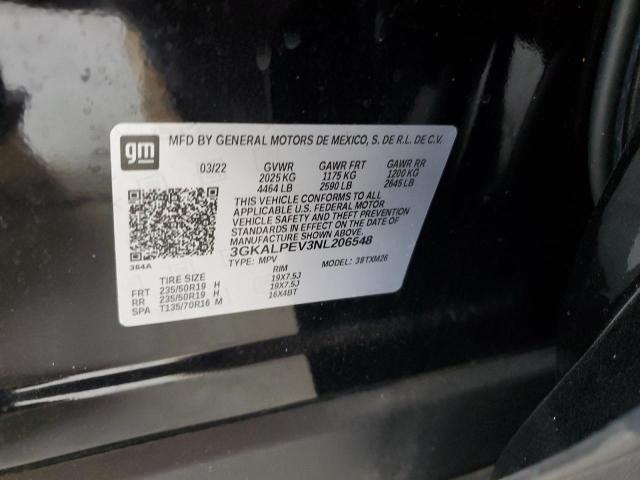 gm MFD BY GENERAL MOTORS DE MEXICO, S. DE R.L. DE C.V.
03/22 GVWR GAWR FRT GAWR RR
2025 KG 1175 KG 1200 KG
4464 LB 2590 LB 2645 LB
THIS VEHICLE CONFORMS TO ALL
APPLICABLE U.S. FEDERAL MOTOR
VEHICLE SAFETY AND THEFT PREVENTION
STANDARDS IN EFFECT ON THE DATE OF
MANUFACTURE SHOWN ABOVE.
3GKALPEV3NL206548
384A TYPE: MPV MODEL: 38TXM26
TIRE SIZE RIM
FRT 235/50R19 H 19X7.5J
RR 235/50R19 H 19X7.5J
SPA T135/70R16 M 16X4BT